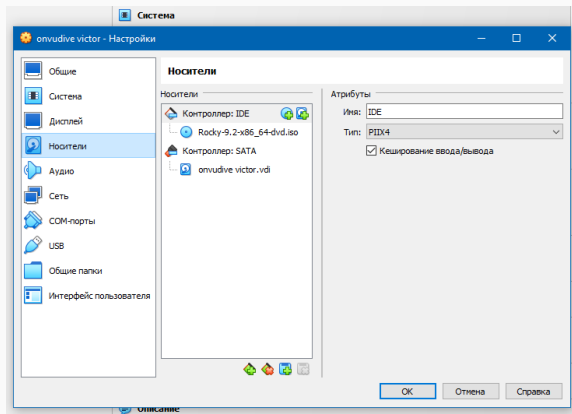 Система
onvudive victor - Настройки
Общие
Система
Дисплей
Носители
Аудио
Сеть
COM-порты
USB
Общие папки
Интерфейс пользователя
Носители
Носители
Контроллер: IDE
Rocky-9.2-x86_64-dvd.iso
Контроллер: SATA
onvudive victor.vdi
Атрибуты
Имя: IDE
Тип: PIIX4
Кеширование ввода/вывода
OK Отмена Справка
Описание